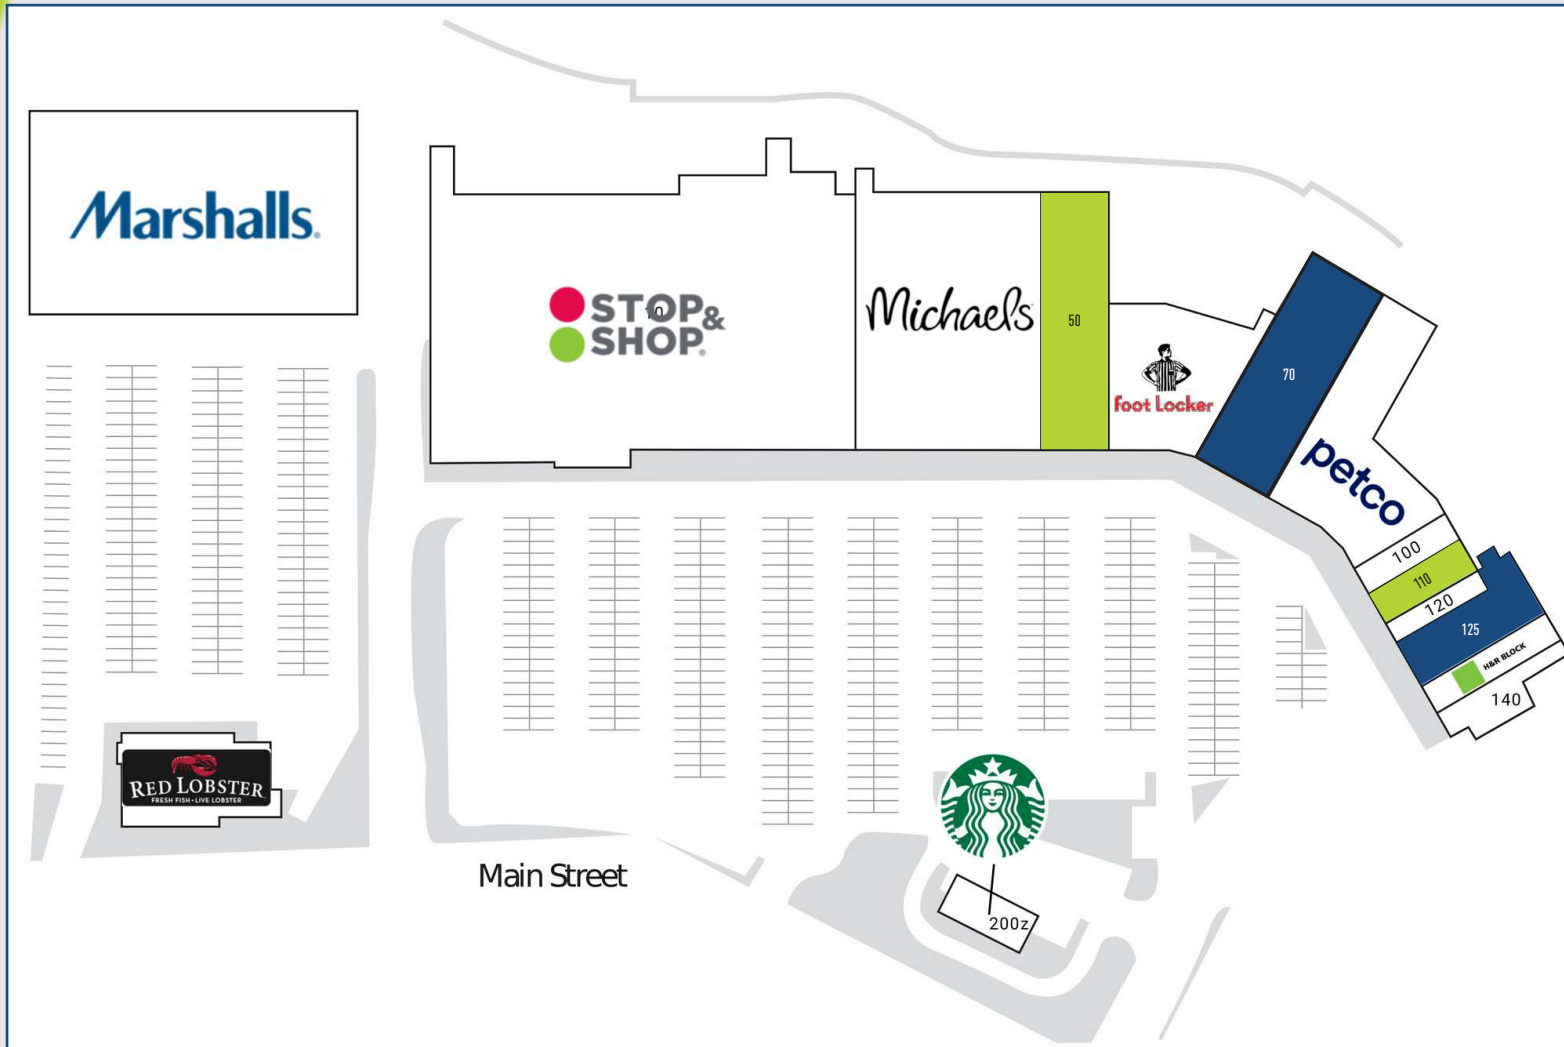 Marshalls.
STOP&
10
SHOP
Michaels
50
foot Locker
70
petco
100
110
120
125
H&R BLOCK
140
RED LOBSTER
FRESH FISH • LIVE LOBSTER
Main Street
200z